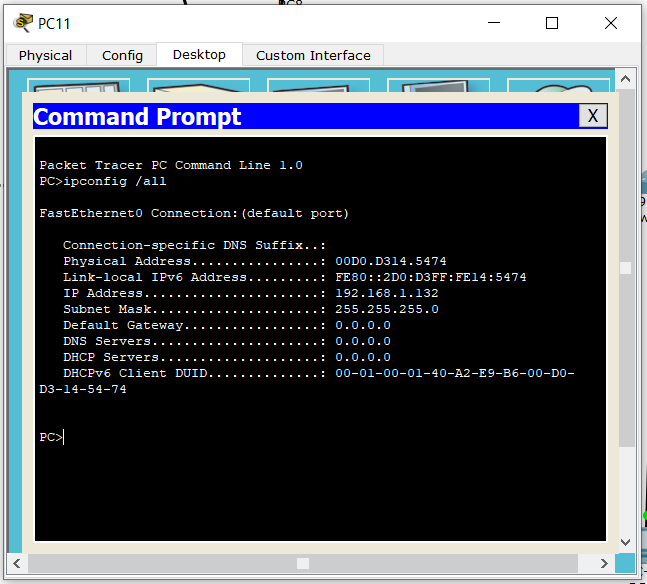 PC11
Physical Config Desktop Custom Interface
Command Prompt X
Packet Tracer PC Command Line 1.0
PC>ipconfig /all
FastEthernet0 Connection:(default port)
Connection-specific DNS Suffix..:
Physical Address................: 00D0.D314.5474
Link-local IPv6 Address.........: FE80::2D0:D3FF:FE14:5474
IP Address......................: 192.168.1.132
Subnet Mask.....................: 255.255.255.0
Default Gateway.................: 0.0.0.0
DNS Servers.....................: 0.0.0.0
DHCP Servers....................: 0.0.0.0
DHCPv6 Client DUID..............: 00-01-00-01-40-A2-E9-B6-00-D0-
D3-14-54-74
PC>